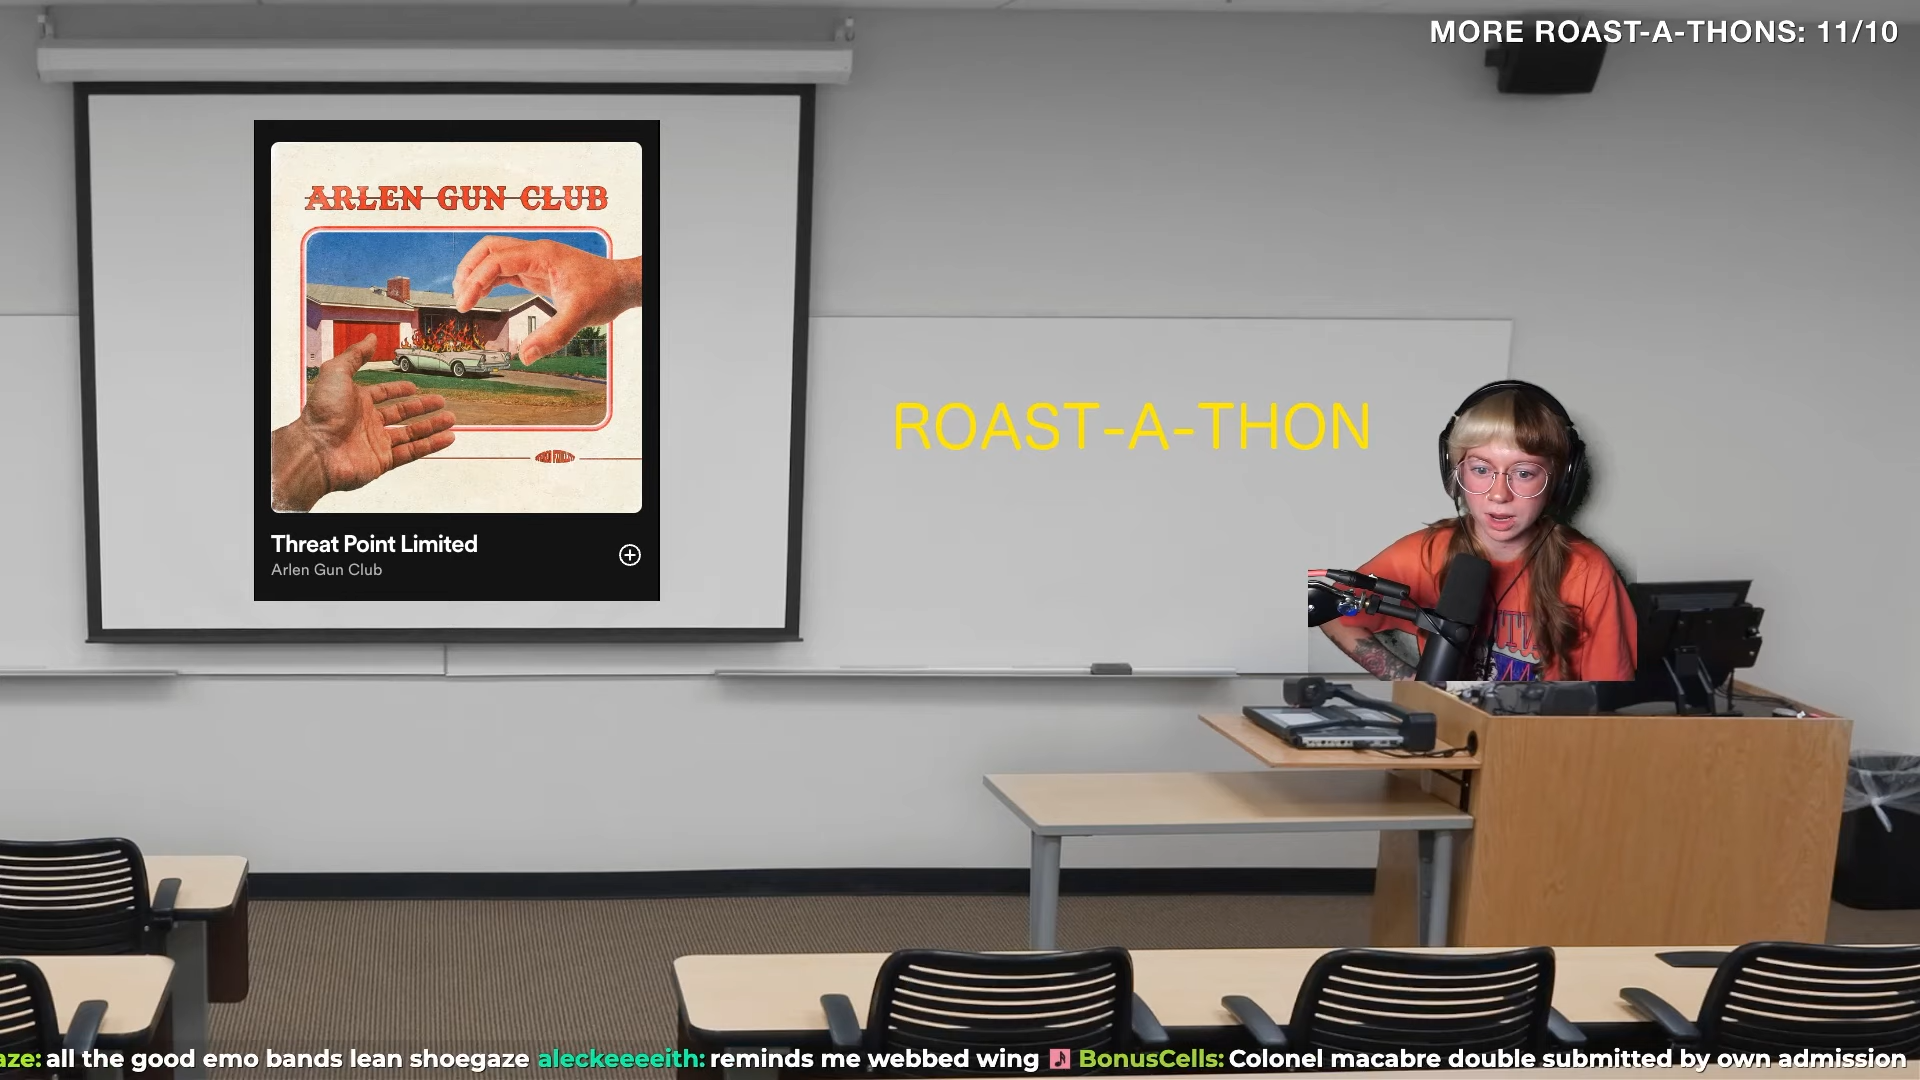 MORE ROAST-A-THONS: 11/10
ARLEN GUN CLUB
Threat Point Limited
Arlen Gun Club
ROAST-A-THON
aze: all the good emo bands lean shoegaze aleckeeeeith: reminds me webbed wing BonusCells: Colonel macabre double submitted by own admission